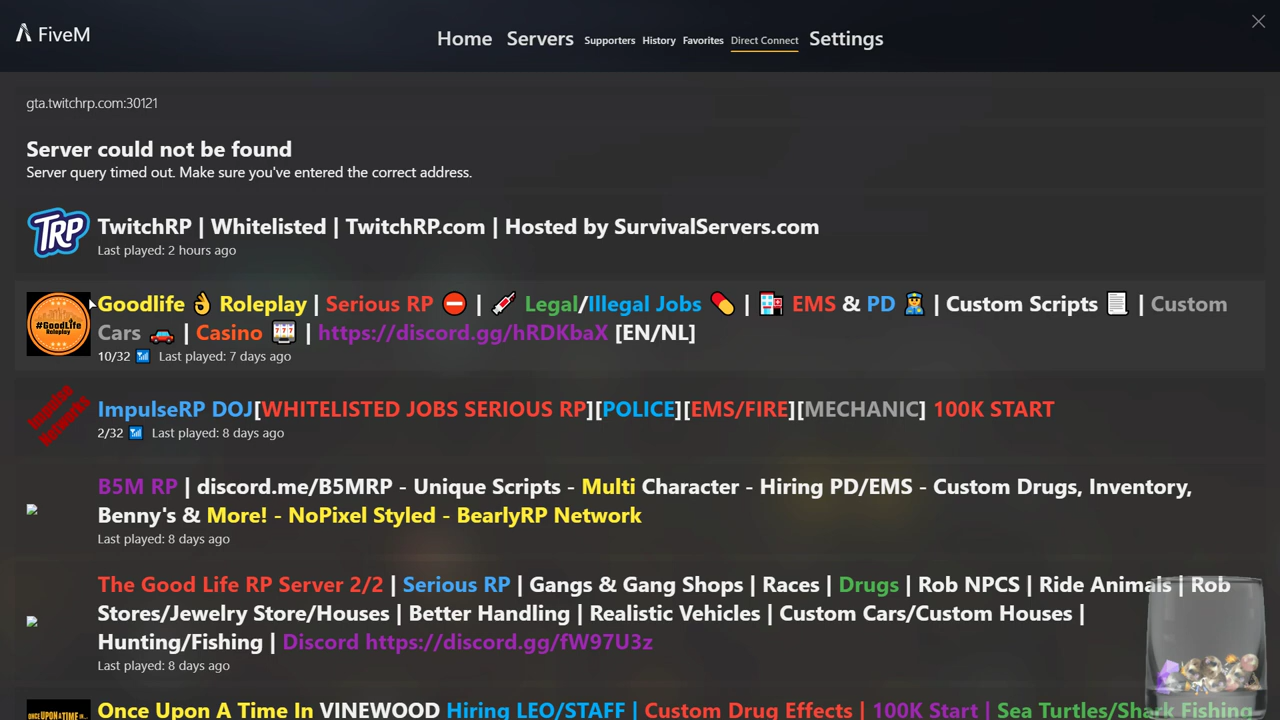 FiveM
Home Servers Supporters History Favorites Direct Connect Settings
gta.twitchrp.com:30121
Server could not be found
Server query timed out. Make sure you've entered the correct address.
TRP
TwitchRP | Whitelisted | TwitchRP.com | Hosted by SurvivalServers.com
Last played: 2 hours ago
#GoodLife
Roleplay
Goodlife 👌 Roleplay | Serious RP ⛔ | 💉 Legal/Illegal Jobs 💊 | 🏥 EMS & PD 👮 | Custom Scripts 📃 | Custom
Cars 🚗 | Casino 🎰 | https://discord.gg/hRDKbaX [EN/NL]
10/32 📶 Last played: 7 days ago
Impulse
Networks
ImpulseRP DOJ[WHITELISTED JOBS SERIOUS RP][POLICE][EMS/FIRE][MECHANIC] 100K START
2/32 📶 Last played: 8 days ago
B5M RP | discord.me/B5MRP - Unique Scripts - Multi Character - Hiring PD/EMS - Custom Drugs, Inventory,
Benny's & More! - NoPixel Styled - BearlyRP Network
Last played: 8 days ago
The Good Life RP Server 2/2 | Serious RP | Gangs & Gang Shops | Races | Drugs | Rob NPCS | Ride Animals | Rob
Stores/Jewelry Store/Houses | Better Handling | Realistic Vehicles | Custom Cars/Custom Houses |
Hunting/Fishing | Discord https://discord.gg/fW97U3z
Last played: 8 days ago
ONCE UPON A TIME IN...
Once Upon A Time In VINEWOOD Hiring LEO/STAFF | Custom Drug Effects | 100K Start | Sea Turtles/Shark Fishing